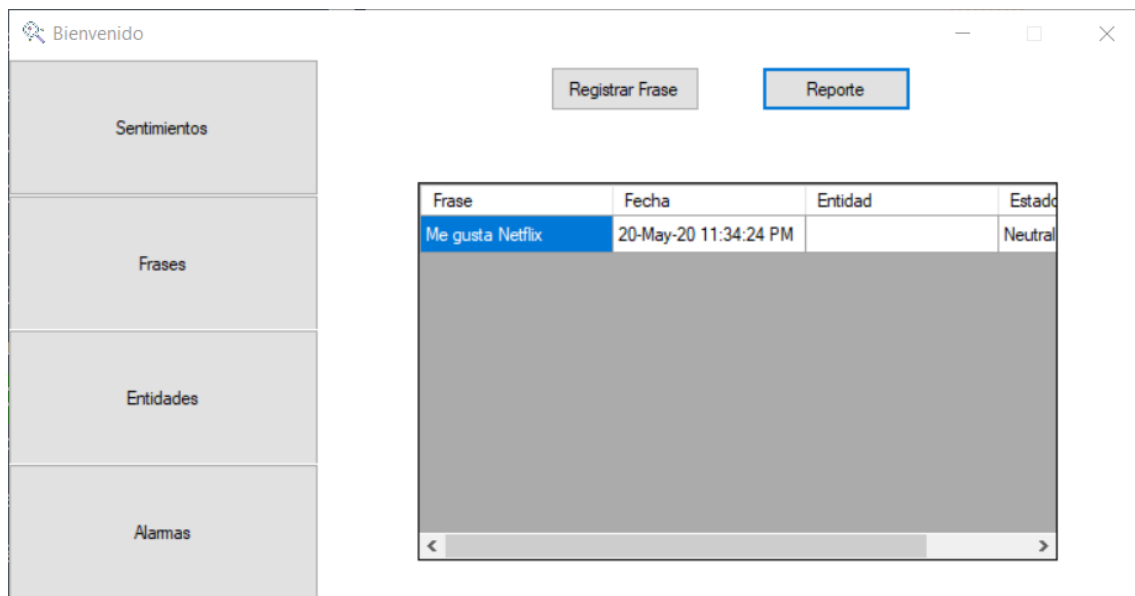 Bienvenido
Sentimientos
Frases
Entidades
Alarmas
Registrar Frase
Reporte
Frase Fecha Entidad Estado
Me gusta Netflix 20-May-20 11:34:24 PM Neutral